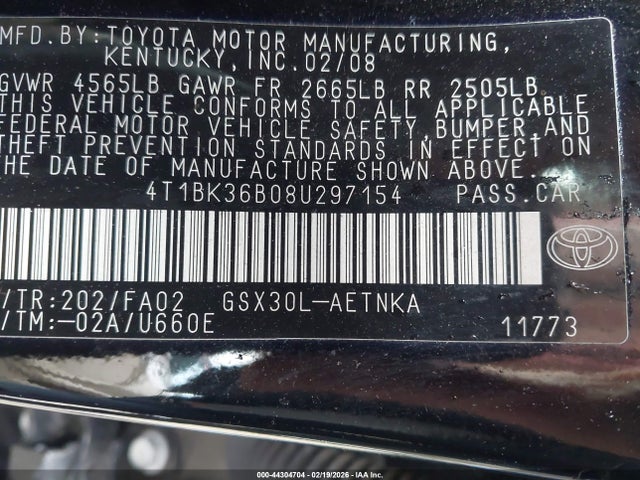 MFD. BY: TOYOTA MOTOR MANUFACTURING,
KENTUCKY, INC. 02/08
GVWR 4565LB GAWR FR 2665LB RR 2505LB
THIS VEHICLE CONFORMS TO ALL APPLICABLE
FEDERAL MOTOR VEHICLE SAFETY, BUMPER, AND
THEFT PREVENTION STANDARDS IN EFFECT ON
THE DATE OF MANUFACTURE SHOWN ABOVE.
4T1BK36B08U297154 PASS.CAR
/TR:202/FA02 GSX30L-AETNKA
/TM:-02A/U660E 11773
000-44304704 - 02/19/2026 - IAA Inc.